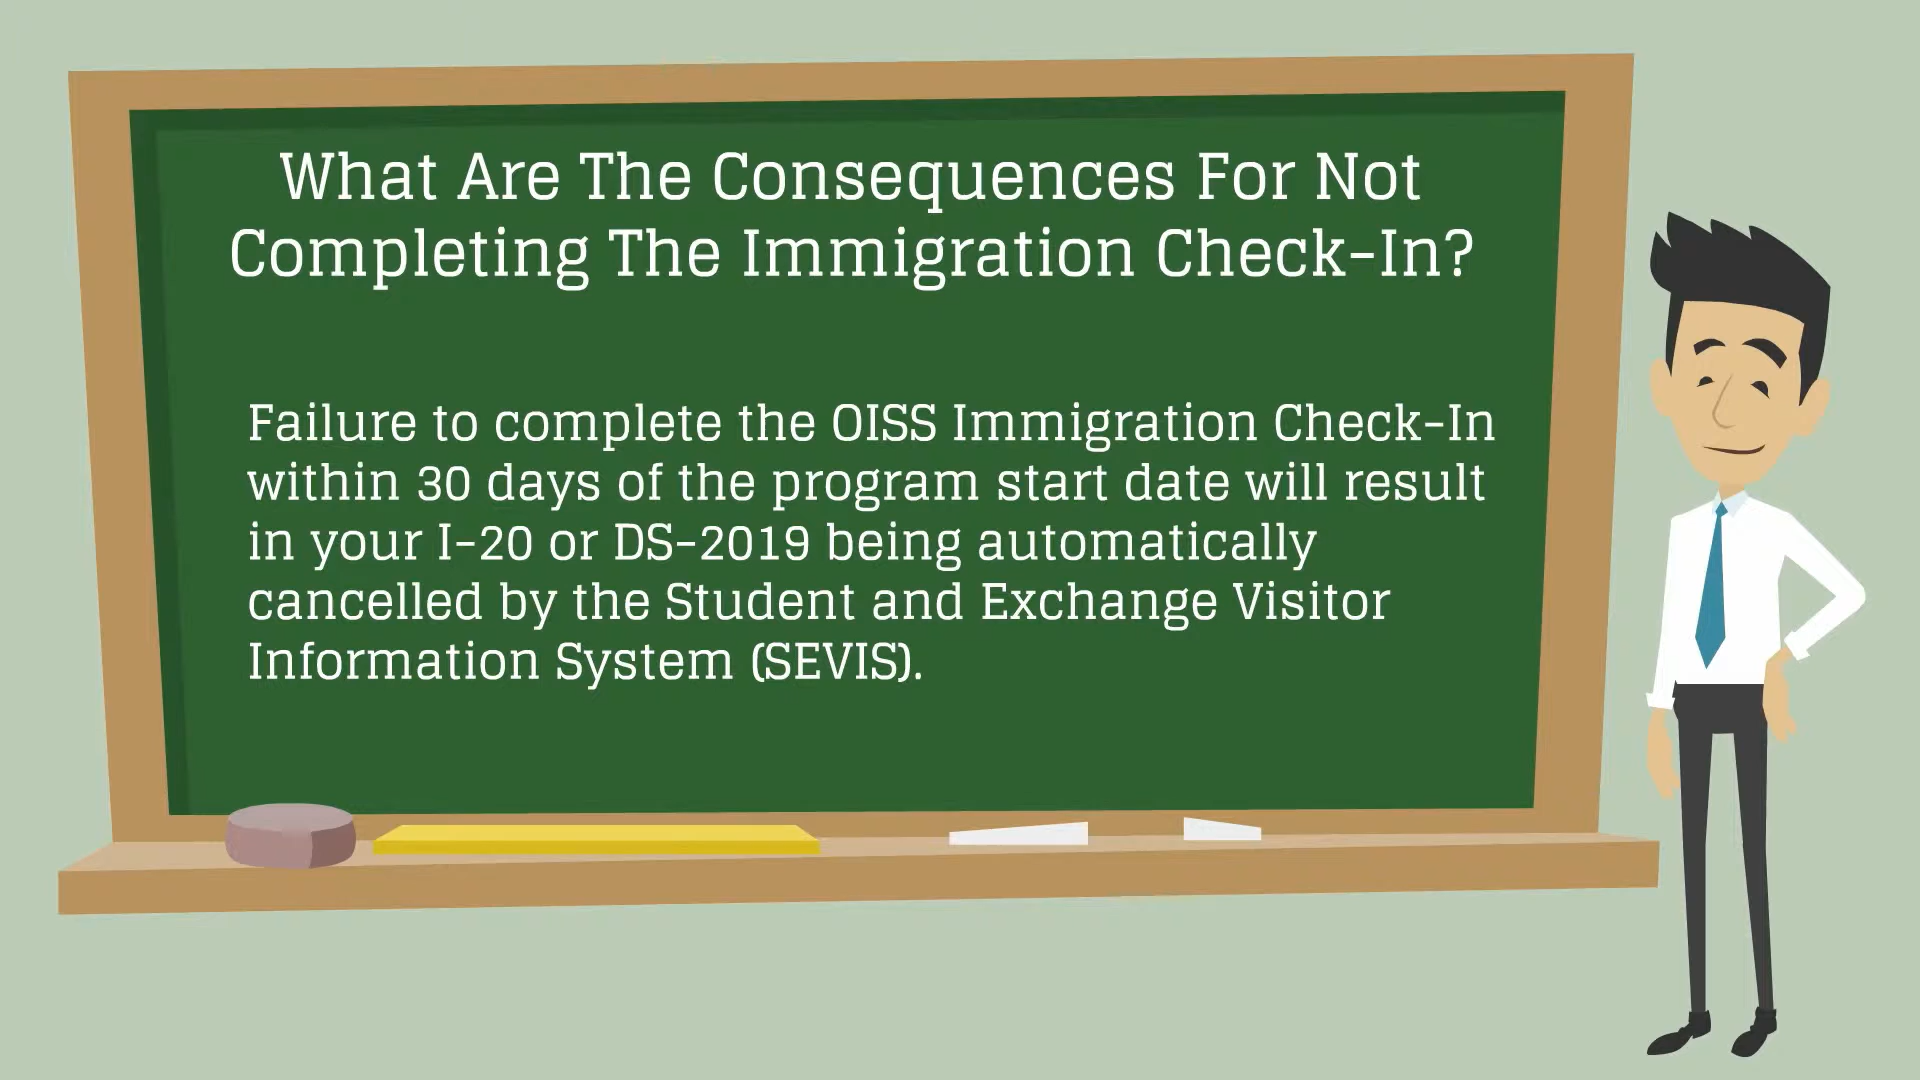 What Are The Consequences For Not
Completing The Immigration Check-In?
Failure to complete the OISS Immigration Check-In
within 30 days of the program start date will result
in your I-20 or DS-2019 being automatically
cancelled by the Student and Exchange Visitor
Information System (SEVIS).